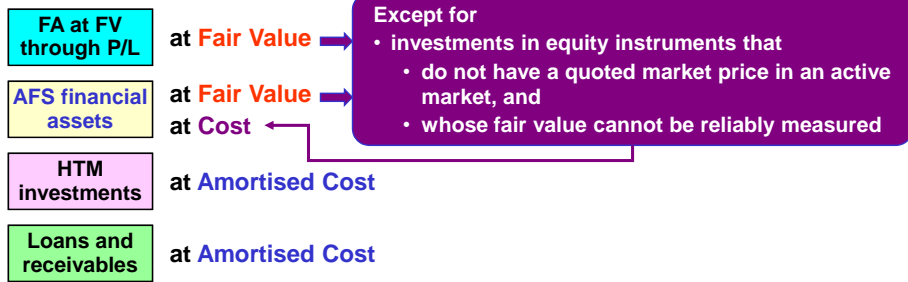 FA at FV
through P/L
at Fair Value
Except for
• investments in equity instruments that
• do not have a quoted market price in an active
market, and
• whose fair value cannot be reliably measured
AFS financial
assets
at Fair Value
at Cost
HTM
investments
at Amortised Cost
Loans and
receivables
at Amortised Cost